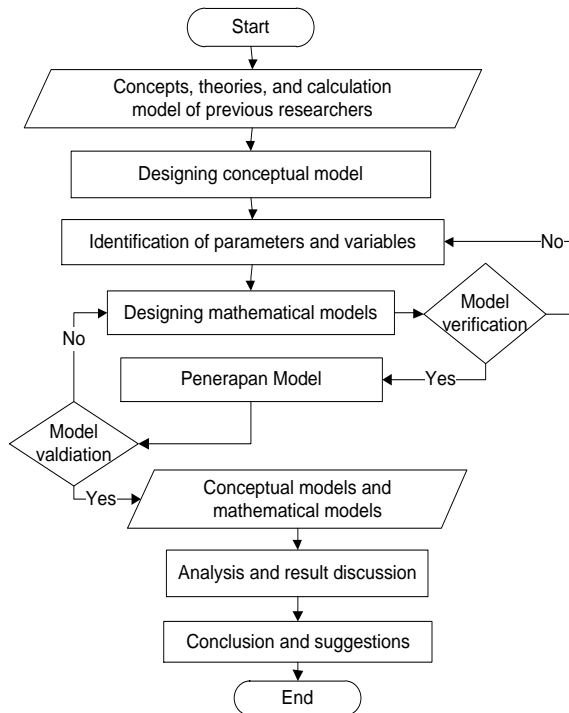 Start
Concepts, theories, and calculation
model of previous researchers
Designing conceptual model
Identification of parameters and variables
No
Designing mathematical models
Model
verification
No
Penerapan Model
Yes
Model
valdiation
Yes
Conceptual models and
mathematical models
Analysis and result discussion
Conclusion and suggestions
End